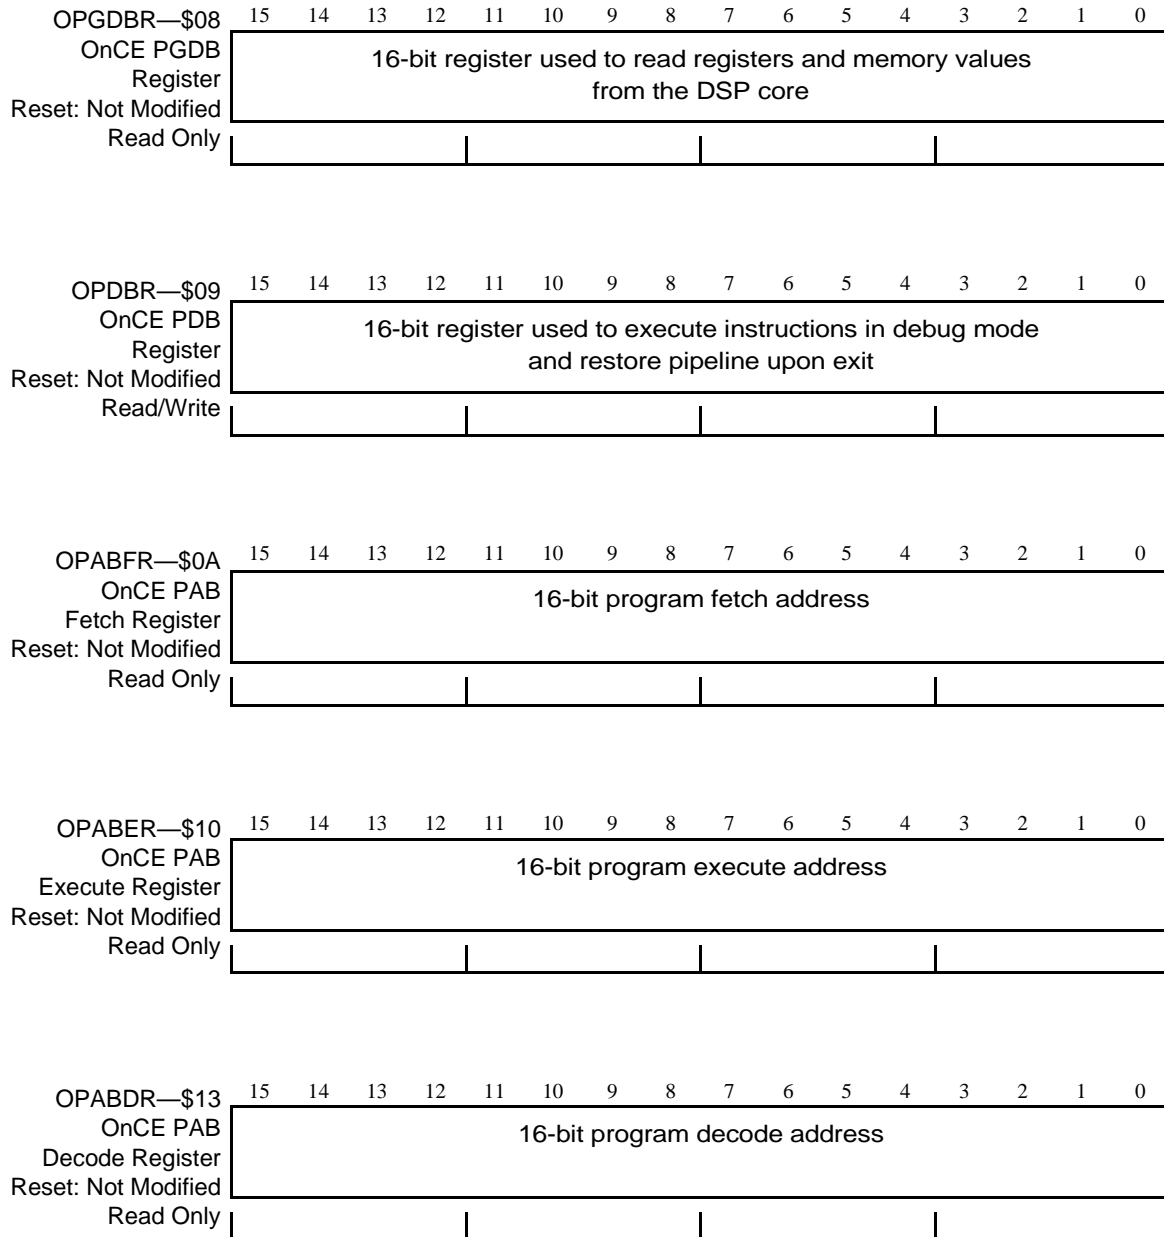 OPGDBR—$08 15 14 13 12 11 10 9 8 7 6 5 4 3 2 1 0
OnCE PGDB
Register
Reset: Not Modified
Read Only
16-bit register used to read registers and memory values
from the DSP core
OPDBR—$09 15 14 13 12 11 10 9 8 7 6 5 4 3 2 1 0
OnCE PDB
Register
Reset: Not Modified
Read/Write
16-bit register used to execute instructions in debug mode
and restore pipeline upon exit
OPABFR—$0A 15 14 13 12 11 10 9 8 7 6 5 4 3 2 1 0
OnCE PAB
Fetch Register
Reset: Not Modified
Read Only
16-bit program fetch address
OPABER—$10 15 14 13 12 11 10 9 8 7 6 5 4 3 2 1 0
OnCE PAB
Execute Register
Reset: Not Modified
Read Only
16-bit program execute address
OPABDR—$13 15 14 13 12 11 10 9 8 7 6 5 4 3 2 1 0
OnCE PAB
Decode Register
Reset: Not Modified
Read Only
16-bit program decode address